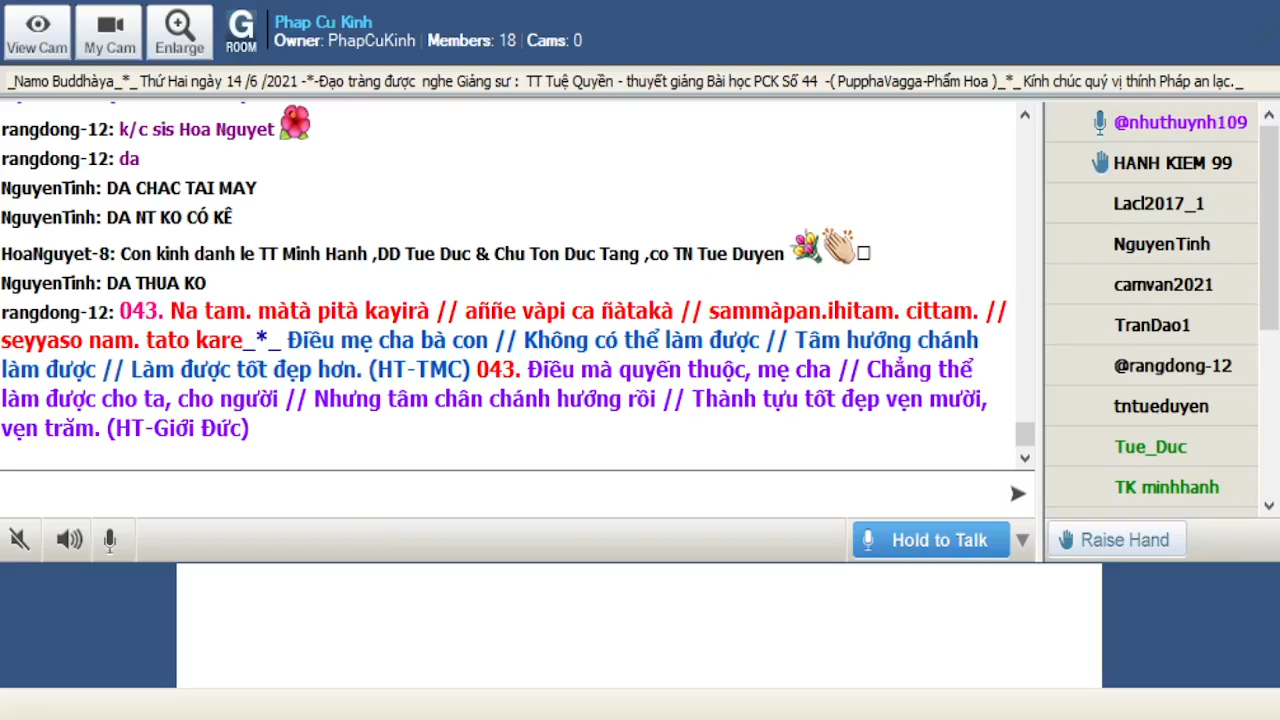 Phap Cu Kinh
Owner: PhapCuKinh | Members: 18 | Cams: 0
View Cam
My Cam
Enlarge
G
ROOM
_Namo Buddhàya_*_ Thứ Hai ngày 14 /6 /2021 -*-Đạo tràng được nghe Giảng sư : TT Tuệ Quyền - thuyết giảng Bài học PCK Số 44 -( PupphaVagga-Phẩm Hoa )_*_ Kính chúc quý vị thính Pháp an lạc._
rangdong-12: k/c sis Hoa Nguyet
rangdong-12: da
NguyenTinh: DA CHAC TAI MAY
NguyenTinh: DA NT KO CÓ KÊ
HoaNguyet-8: Con kinh danh le TT Minh Hanh ,DD Tue Duc & Chu Ton Duc Tang ,co TN Tue Duyen
NguyenTinh: DA THUA KO
rangdong-12: 043. Na tam. màtà pità kayirà // aññe vàpi ca ñàtakà // sammàpan.ihitam. cittam. //
seyyaso nam. tato kare_*_ Điều mẹ cha bà con // Không có thể làm được // Tâm hướng chánh
làm được // Làm được tốt đẹp hơn. (HT-TMC) 043. Điều mà quyến thuộc, mẹ cha // Chẳng thể
làm được cho ta, cho người // Nhưng tâm chân chánh hướng rồi // Thành tựu tốt đẹp vẹn mười,
vẹn trăm. (HT-Giới Đức)
@nhuthuynh109
HANH KIEM 99
Lacl2017_1
NguyenTinh
camvan2021
TranDao1
@rangdong-12
tntueduyen
Tue_Duc
TK minhhanh
Hold to Talk
Raise Hand